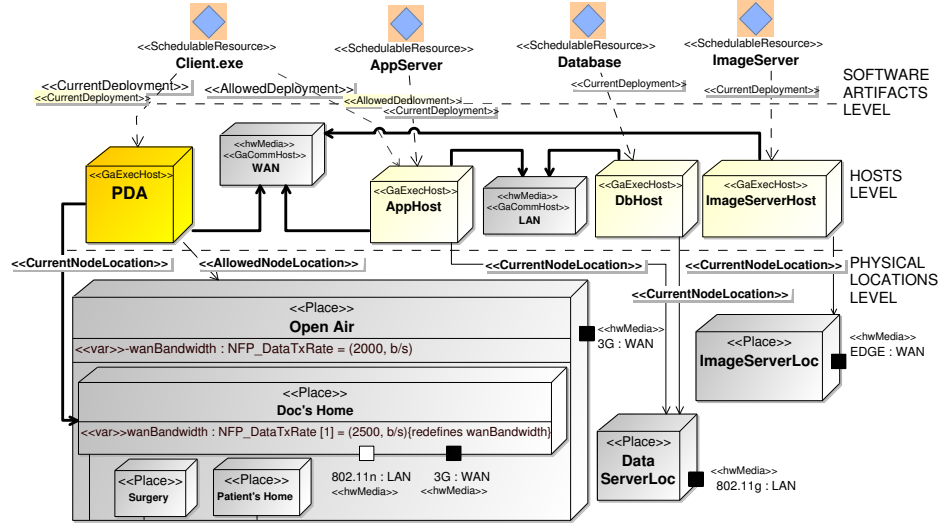 <<SchedulableResource>>
Client.exe
<<SchedulableResource>>
AppServer
<<SchedulableResource>>
Database
<<SchedulableResource>>
ImageServer
<<CurrentDeployment>>
<<CurrentDeployment>>
<<AllowedDeployment>>
<<AllowedDeployment>>
<<CurrentDeployment>>
<<CurrentDeployment>>
<<CurrentDeployment>>
SOFTWARE
ARTIFACTS
LEVEL
<<GaExecHost>>
PDA
<<hwMedia>>
<<GaCommHost>>
WAN
<<GaExecHost>>
AppHost
<<hwMedia>>
<<GaCommHost>>
LAN
<<GaExecHost>>
DbHost
<<GaExecHost>>
ImageServerHost
HOSTS
LEVEL
<<CurrentNodeLocation>>
<<AllowedNodeLocation>>
<<CurrentNodeLocation>>
<<CurrentNodeLocation>>
<<CurrentNodeLocation>>
PHYSICAL
LOCATIONS
LEVEL
<<Place>>
Open Air
<<var>>-wanBandwidth : NFP_DataTxRate = (2000, b/s)
<<hwMedia>>
3G : WAN
<<Place>>
ImageServerLoc
<<hwMedia>>
EDGE : WAN
<<Place>>
Doc's Home
<<var>>wanBandwidth : NFP_DataTxRate [1] = (2500, b/s){redefines wanBandwidth}
802.11n : LAN
<<hwMedia>>
3G : WAN
<<hwMedia>>
<<Place>>
Surgery
<<Place>>
Patient's Home
<<Place>>
Data
ServerLoc
<<hwMedia>>
802.11g : LAN